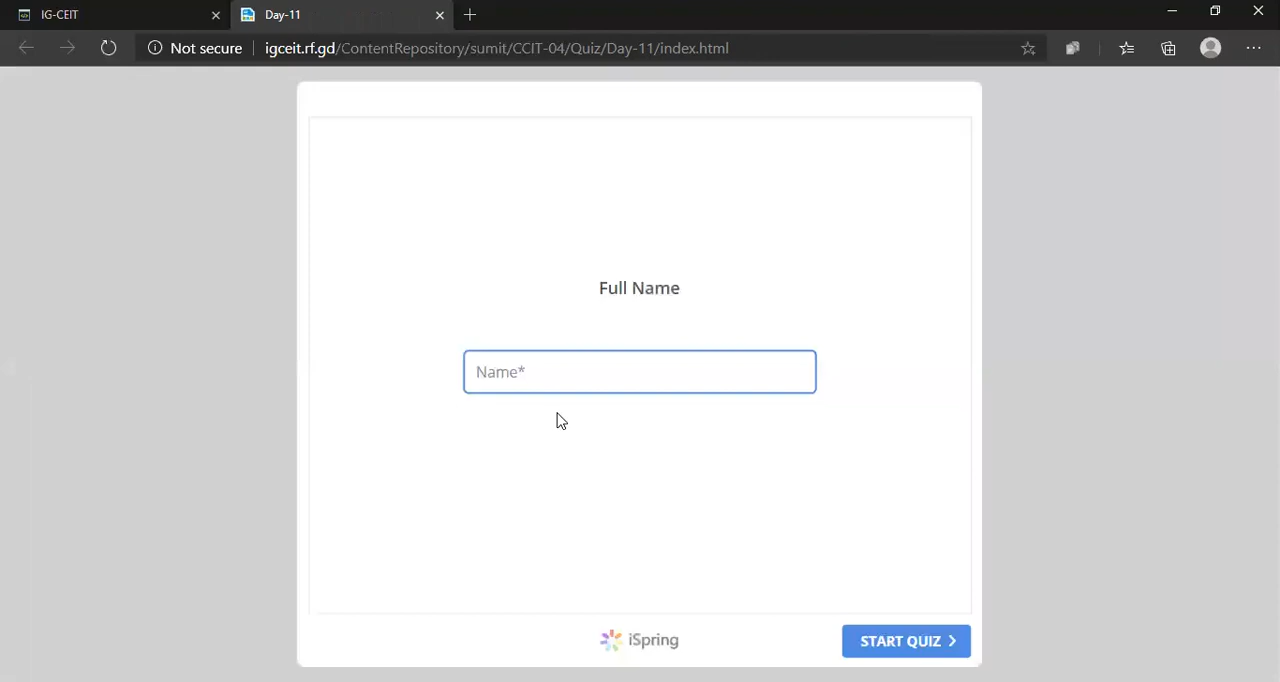 IG-CEIT
Day-11
Not secure
igceit.rf.gd/ContentRepository/sumit/CCIT-04/Quiz/Day-11/index.html
Full Name
Name*
iSpring
START QUIZ